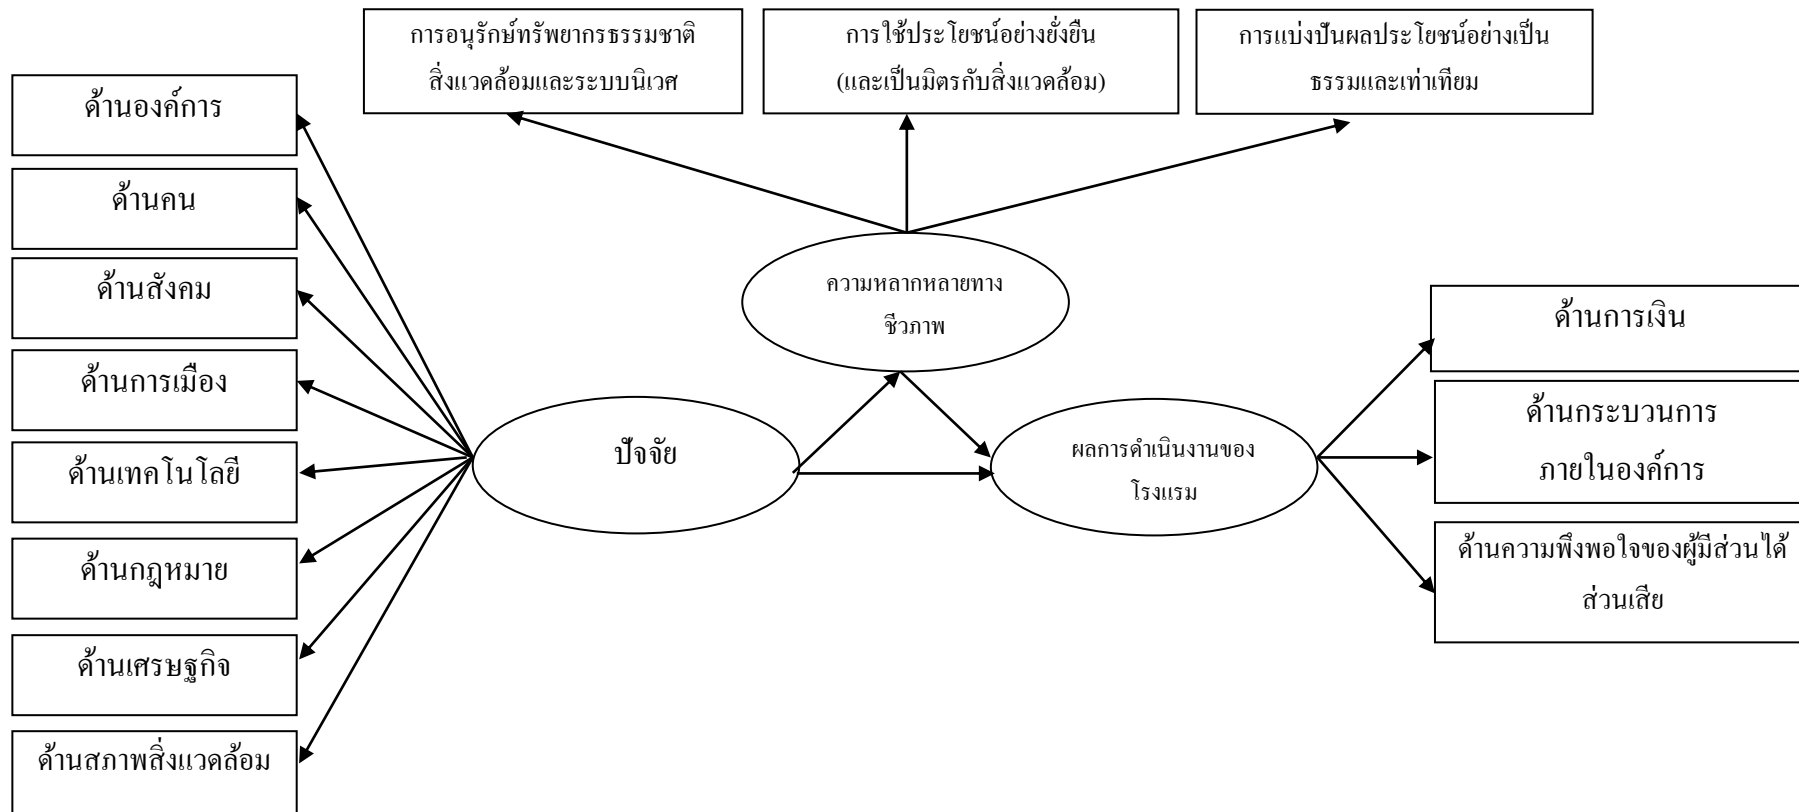 การอนุรักษ์ทรัพยากรธรรมชาติ
สิ่งแวดล้อมและระบบนิเวศ
การใช้ประโยชน์อย่างยั่งยืน
(และเป็นมิตรกับสิ่งแวดล้อม)
การแบ่งปันผลประโยชน์อย่างเป็น
ธรรมและเท่าเทียม
ด้านองค์การ
ด้านคน
ด้านสังคม
ด้านการเมือง
ด้านเทคโนโลยี
ด้านกฎหมาย
ด้านเศรษฐกิจ
ด้านสภาพสิ่งแวดล้อม
ความหลากหลายทาง
ชีวภาพ
ปัจจัย
ผลการดำเนินงานของ
โรงแรม
ด้านการเงิน
ด้านกระบวนการ
ภายในองค์การ
ด้านความพึงพอใจของผู้มีส่วนได้
ส่วนเสีย